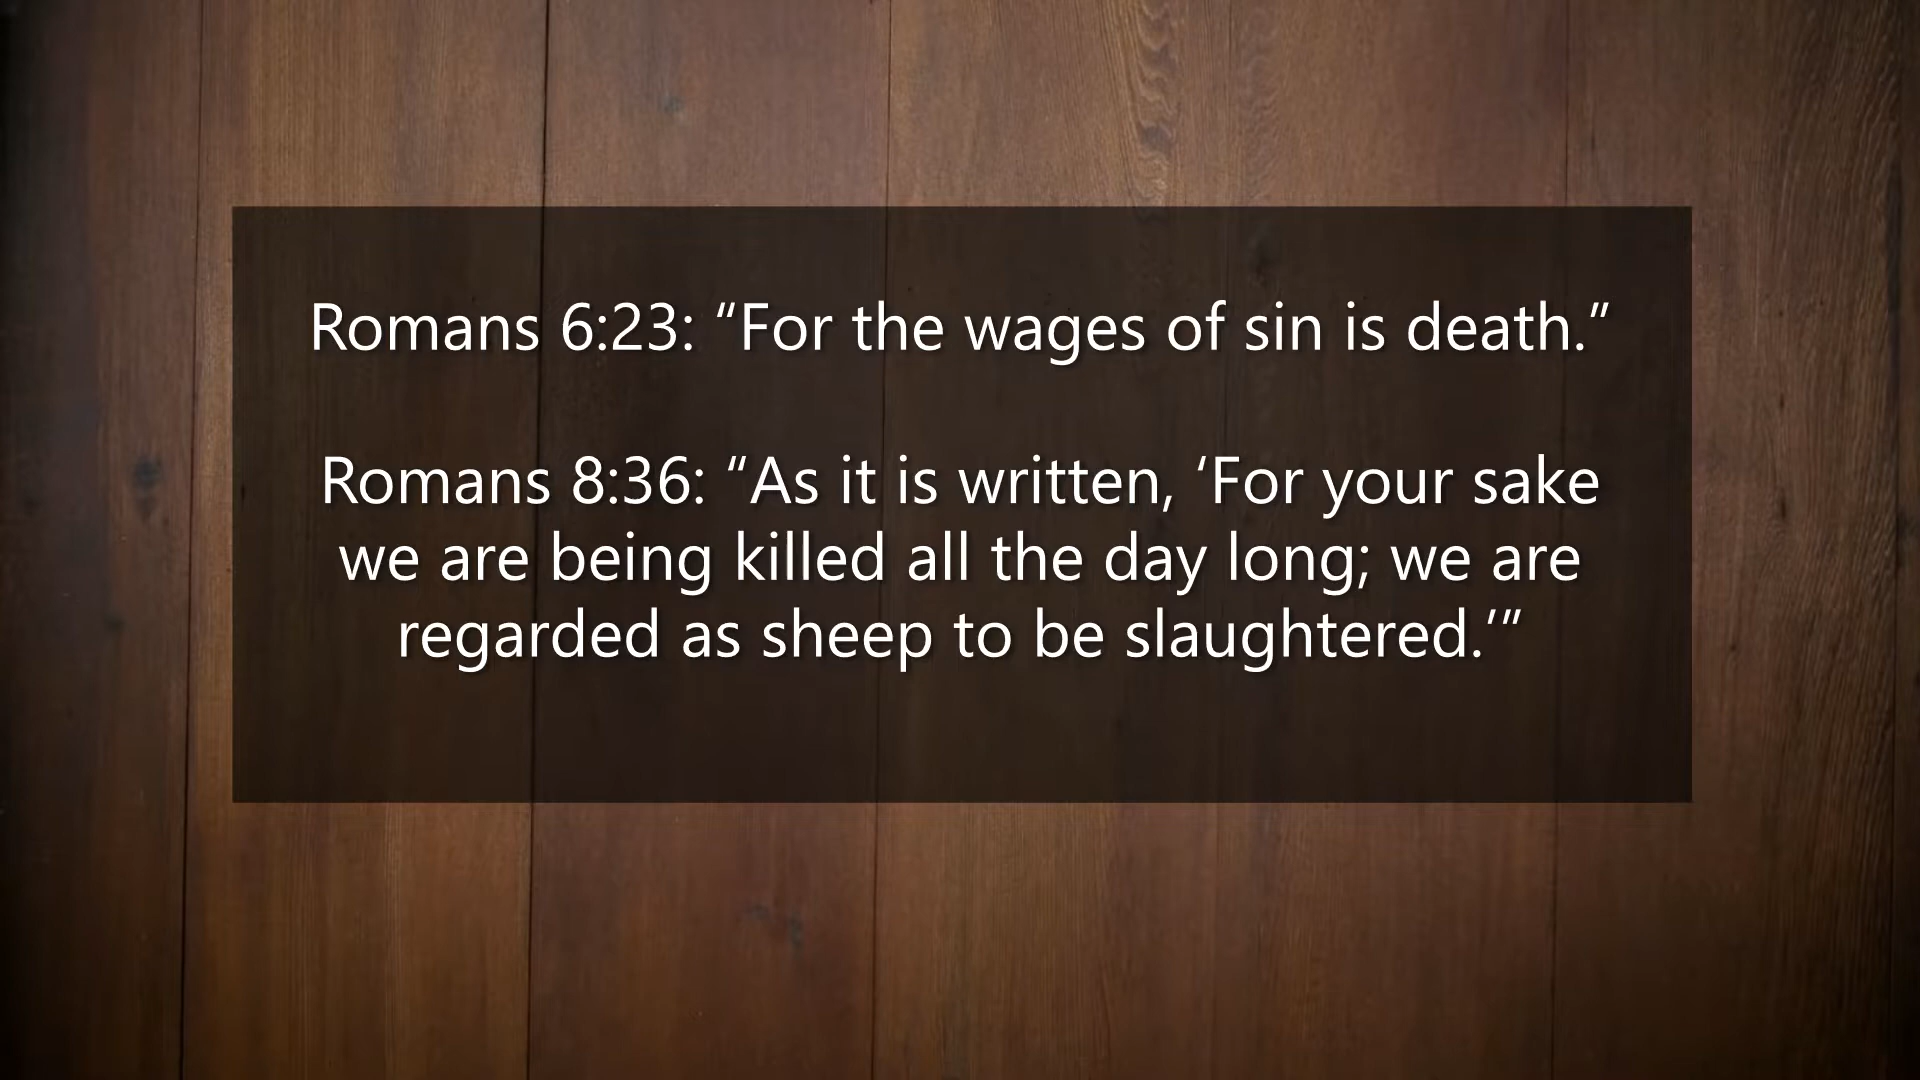 Romans 6:23: “For the wages of sin is death.”
Romans 8:36: “As it is written, ‘For your sake
we are being killed all the day long; we are
regarded as sheep to be slaughtered.’”